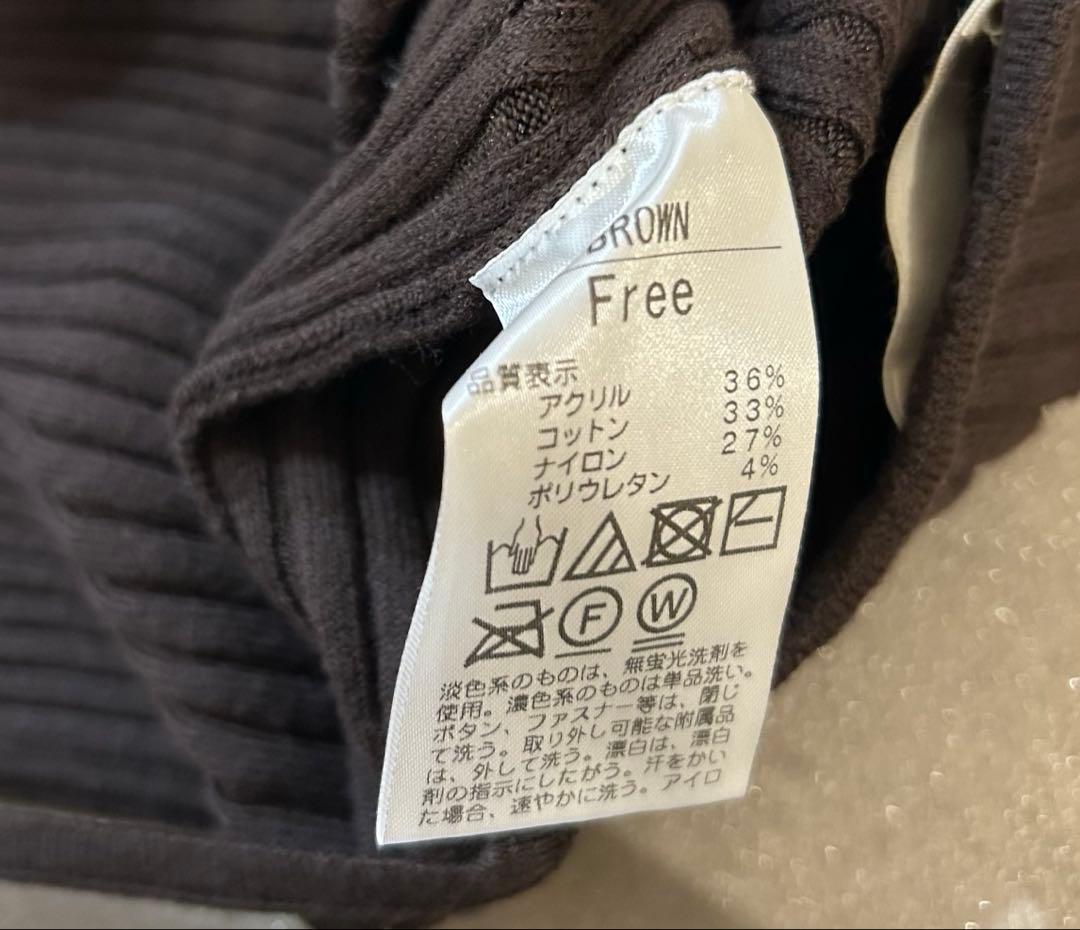 BROWN
Free
品質表示
アクリル 36%
コットン 33%
ナイロン 27%
ポリウレタン 4%
F W
淡色系のものは、無蛍光洗剤を
使用。濃色系のものは単品洗い。
ボタン、ファスナー等は、閉じ
て洗う。取り外し可能な附属品
は、外して洗う。漂白は、漂白
剤の指示にしたがう。汗をかい
た場合、速やかに洗う。アイロ